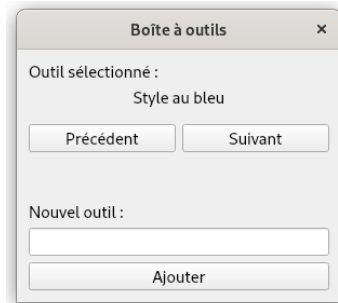 Boîte à outils ×
Outil sélectionné :
Style au bleu
Précédent Suivant
Nouvel outil :
Ajouter